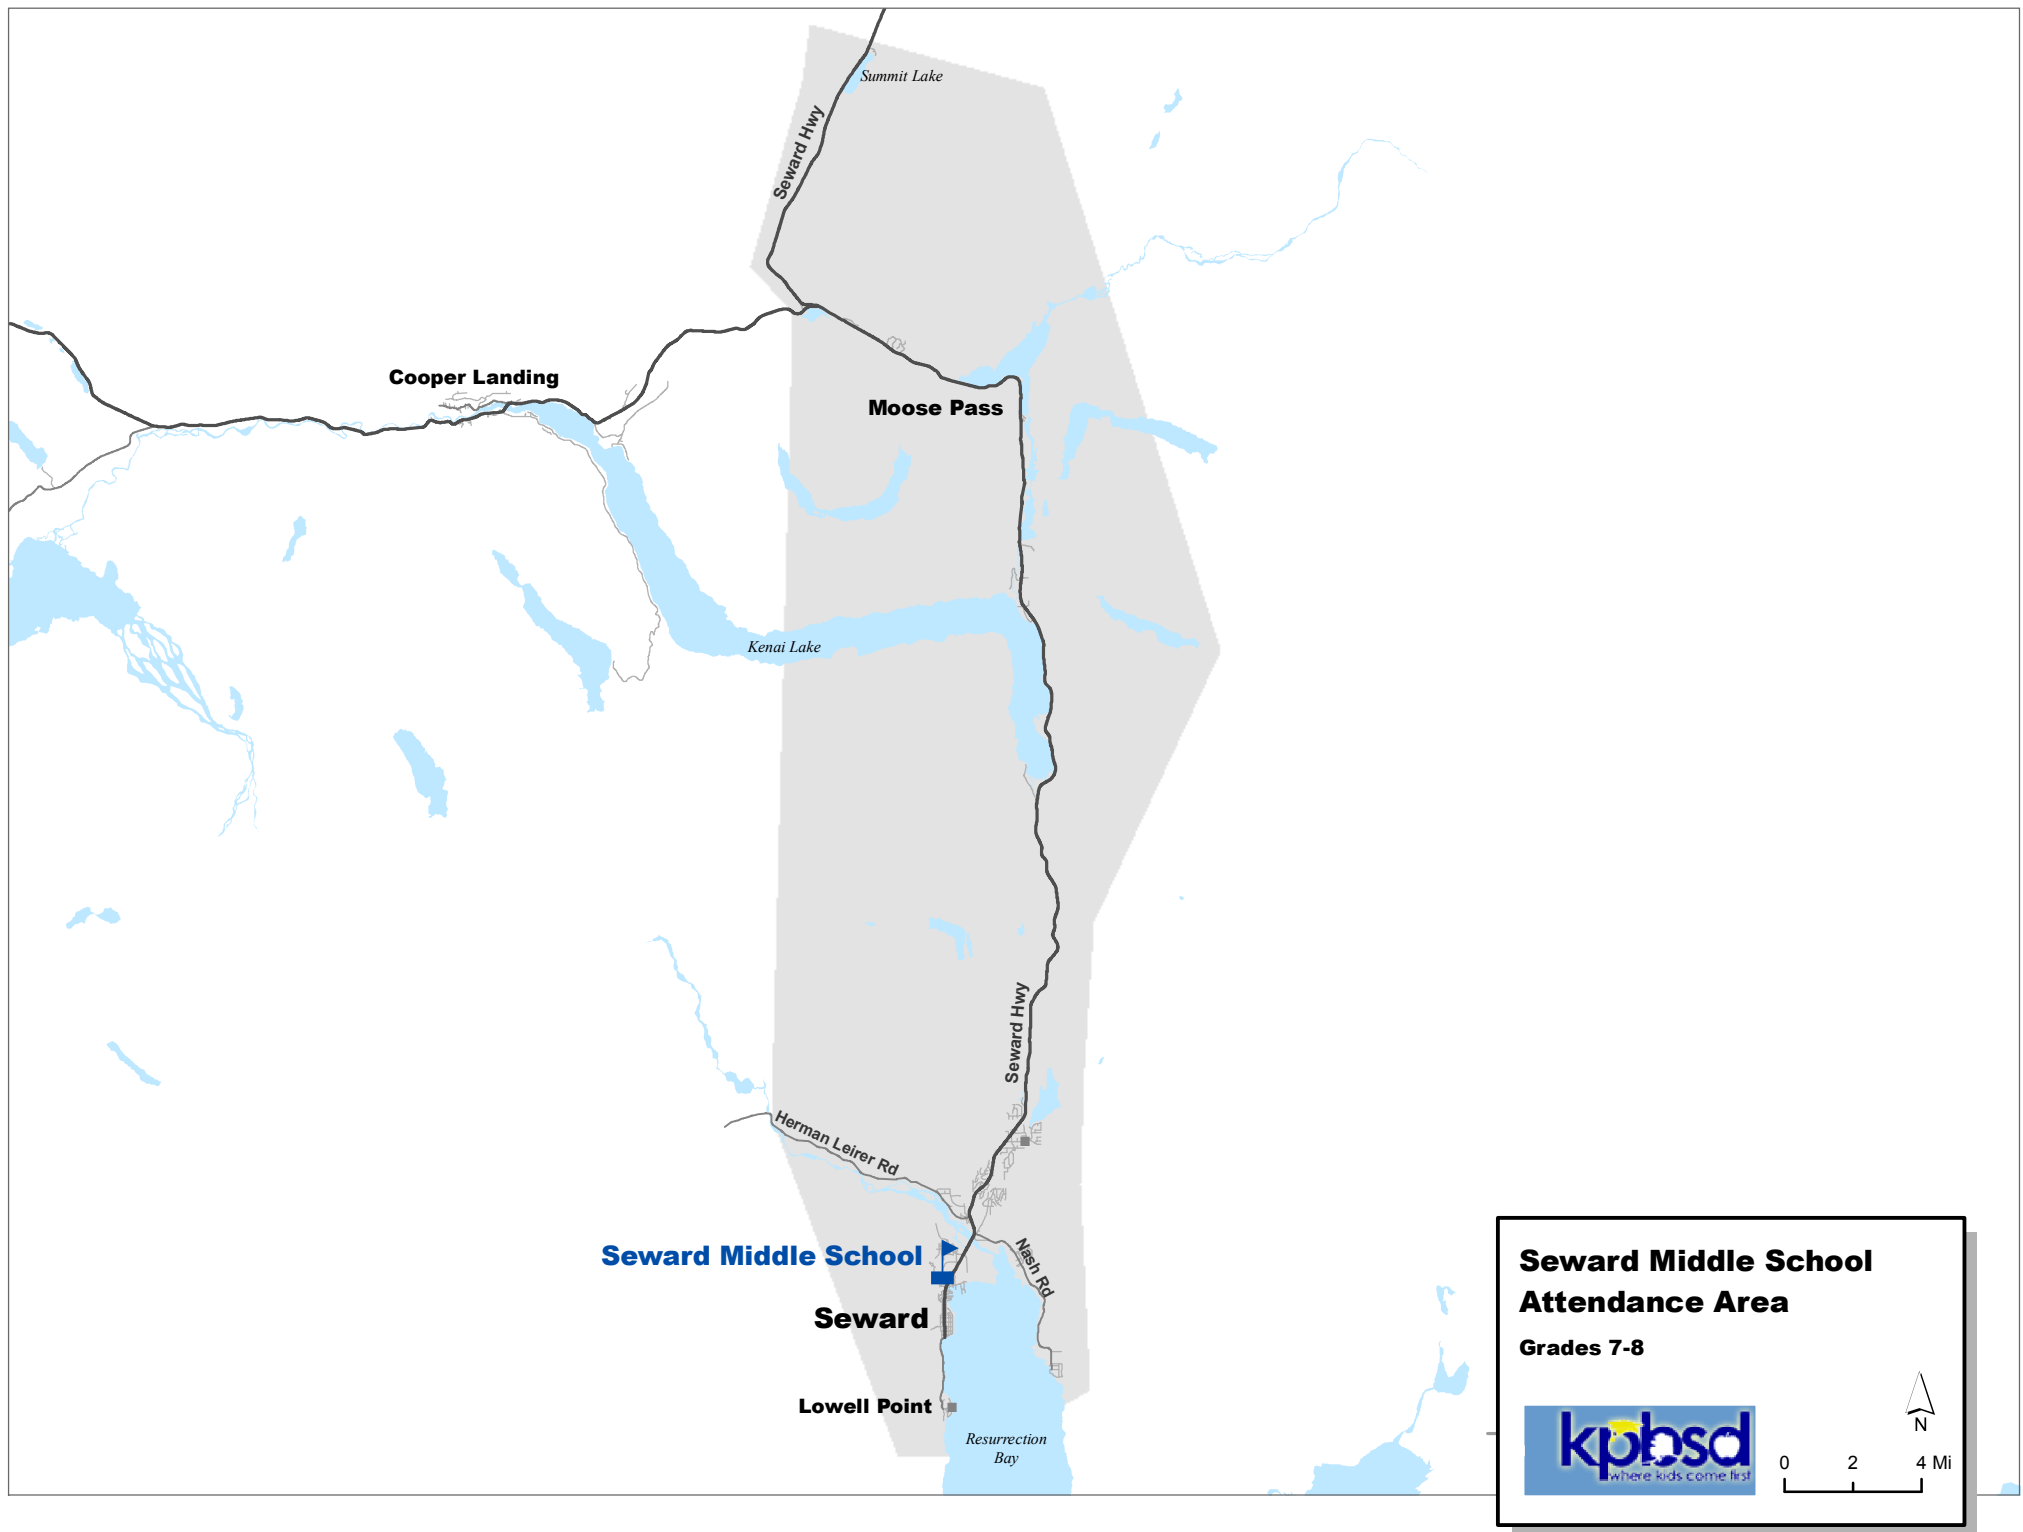 Summit Lake
Seward Hwy
Cooper Landing
Moose Pass
Kenai Lake
Seward Hwy
Herman Leirer Rd
Seward Middle School
Nash Rd
Seward
Lowell Point
Resurrection
Bay
Seward Middle School
Attendance Area
Grades 7-8
N
kpbsd
where kids come first
0 2 4 Mi